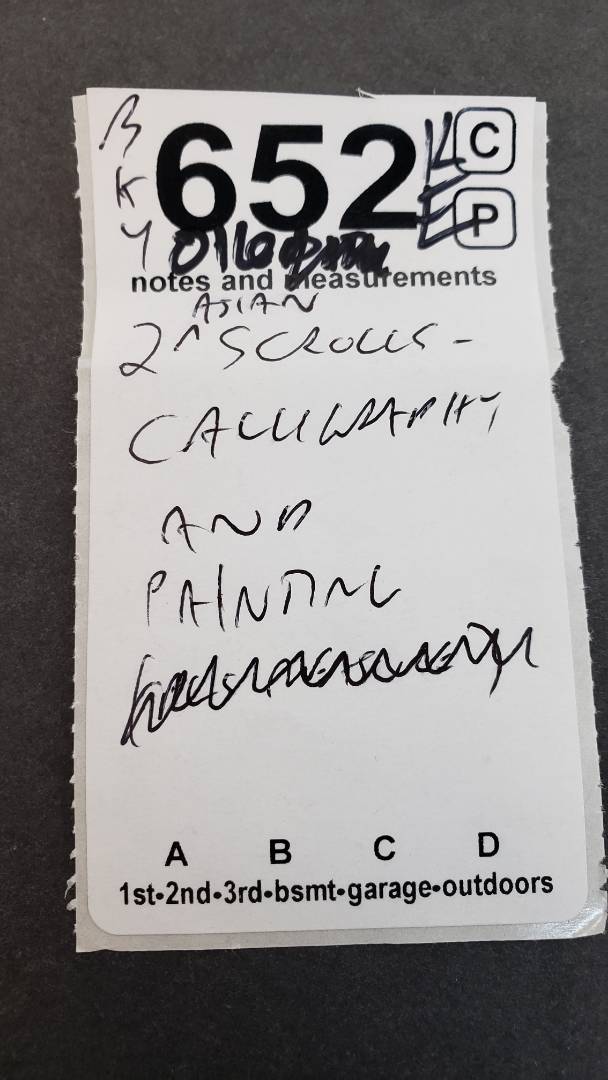 B K Y
652
C
P
notes and measurements
ASIAN
2 ^ SCROLLS -
CALLIGRAPHY
AND
PAINTING
A B C D
1st•2nd•3rd•bsmt•garage•outdoors